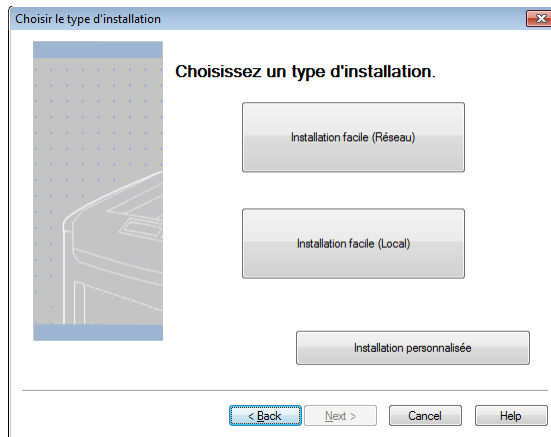 Choisir le type d'installation
Choisissez un type d'installation.
Installation facile (Réseau)
Installation facile (Local)
Installation personnalisée
< Back
Next >
Cancel
Help